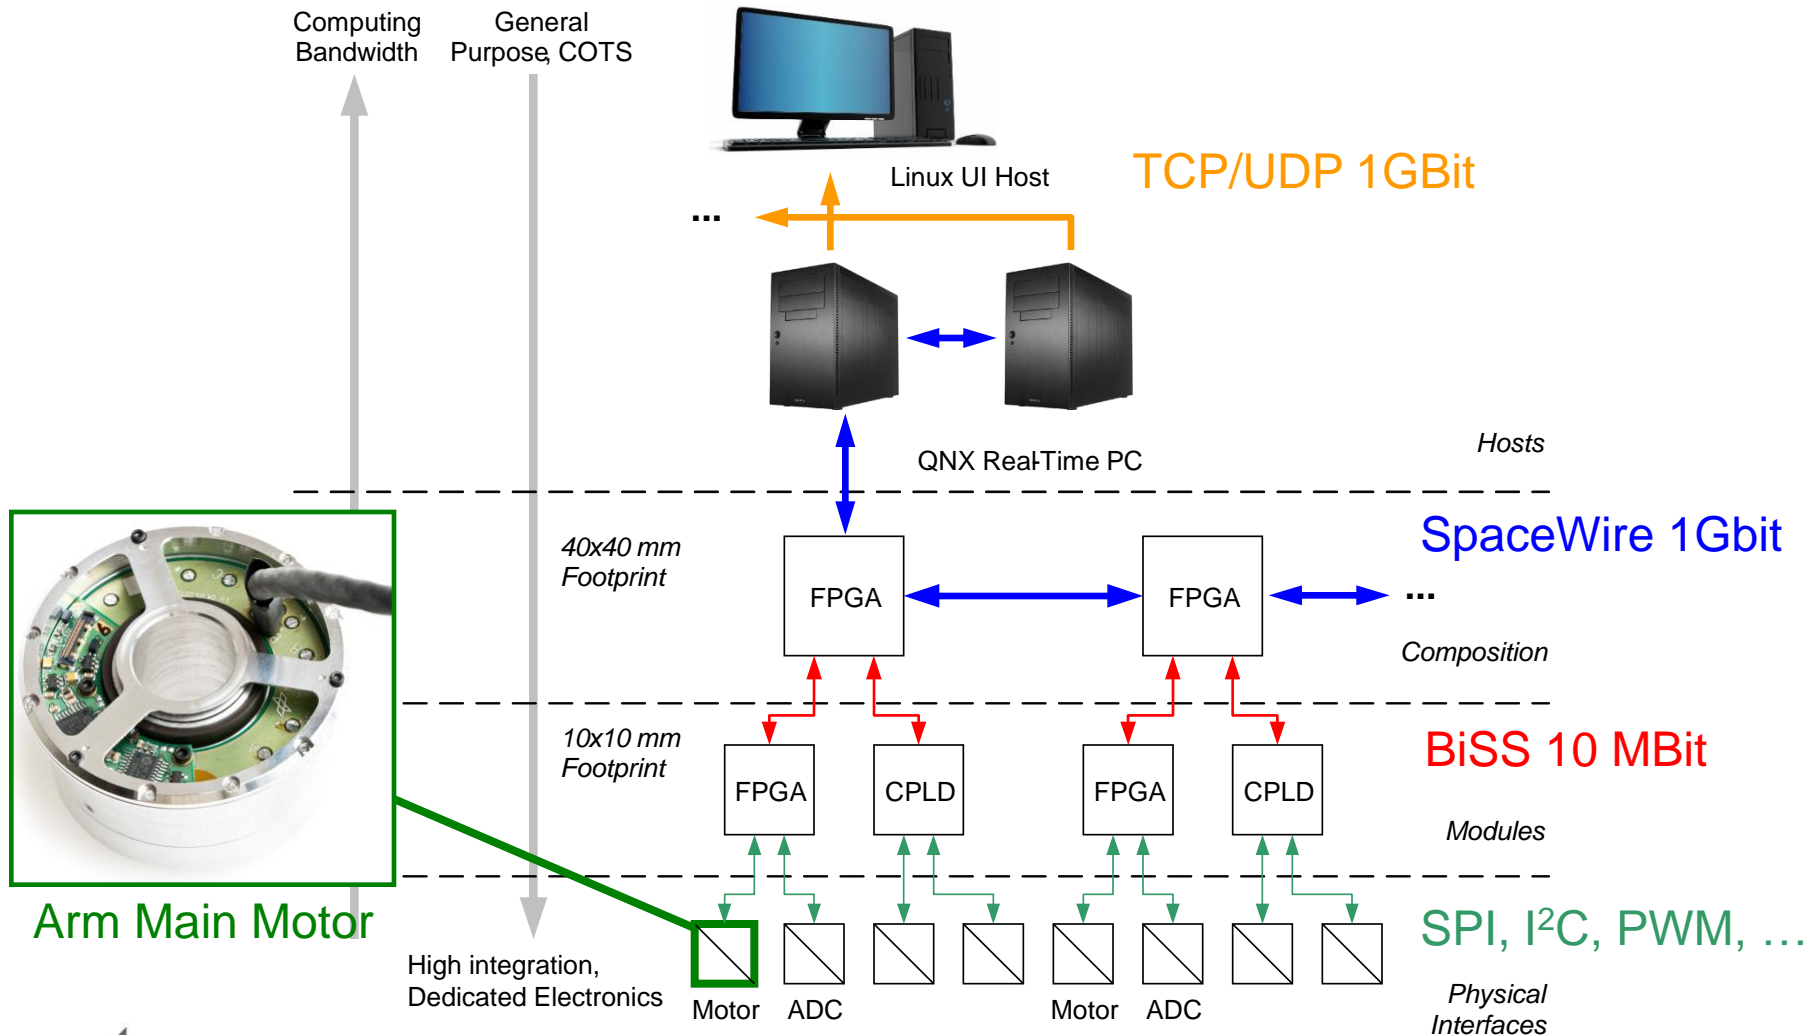 Computing
Bandwidth
General
Purpose, COTS
Linux UI Host
TCP/UDP 1GBit
...
QNX Real-Time PC
Hosts
40x40 mm
Footprint
SpaceWire 1Gbit
FPGA
FPGA
...
Composition
10x10 mm
Footprint
BiSS 10 MBit
FPGA
CPLD
FPGA
CPLD
Modules
Arm Main Motor
SPI, I²C, PWM, ...
High integration,
Dedicated Electronics
Motor
ADC
Motor
ADC
Physical
Interfaces